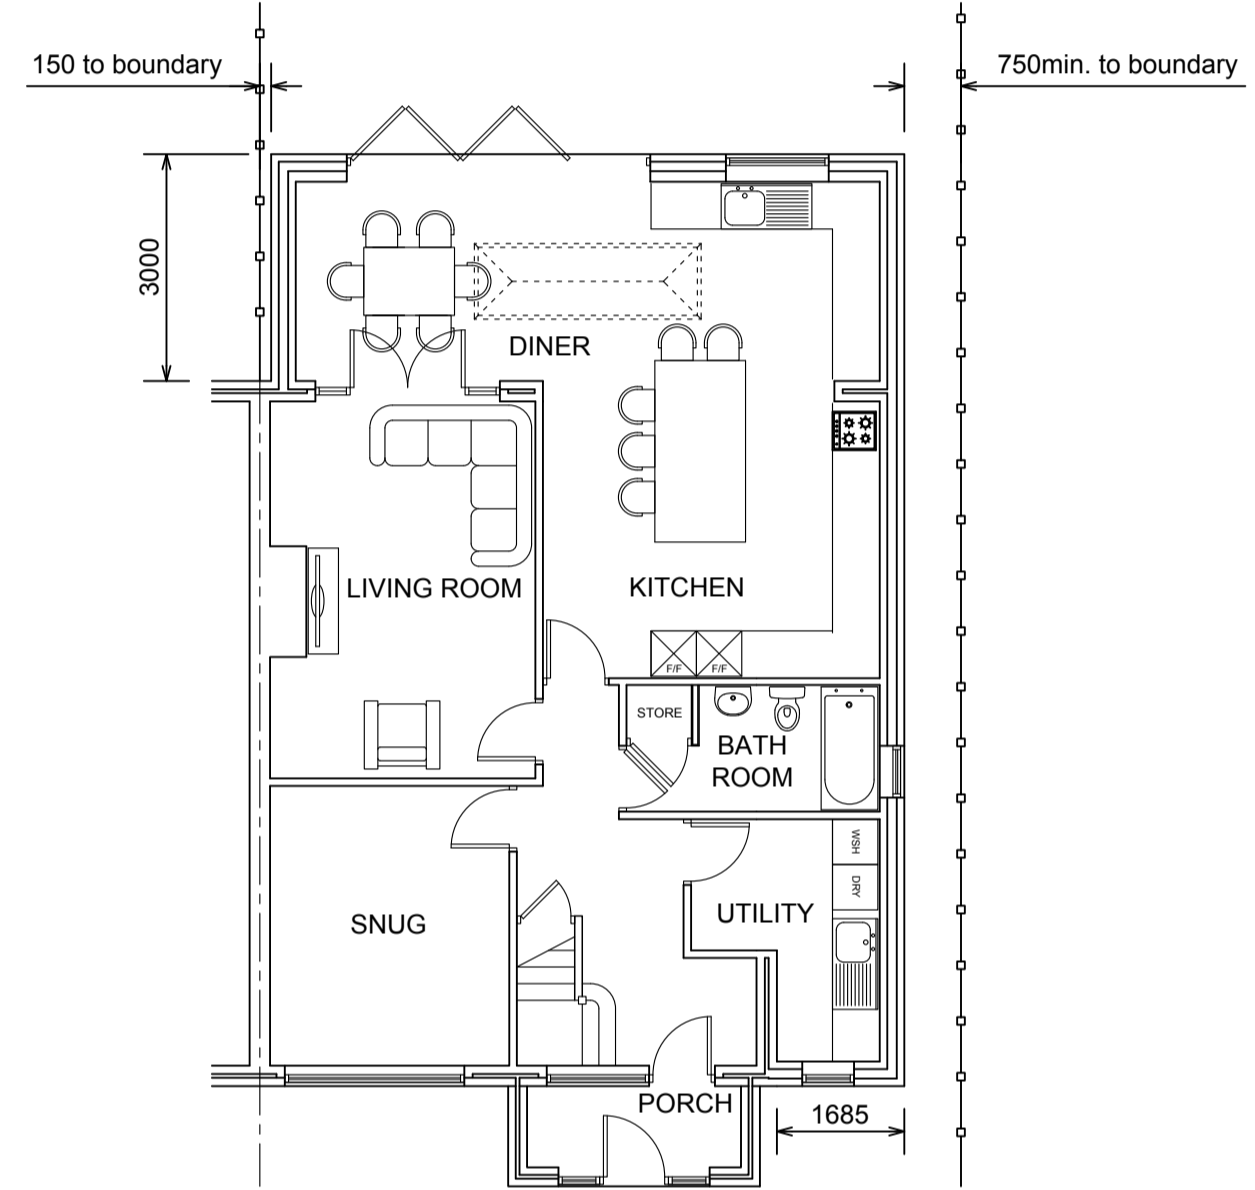 150 to boundary
750min. to boundary
3000
DINER
LIVING ROOM
KITCHEN
F/F
F/F
STORE
BATH
ROOM
WSH
DRY
SNUG
UTILITY
PORCH
1685